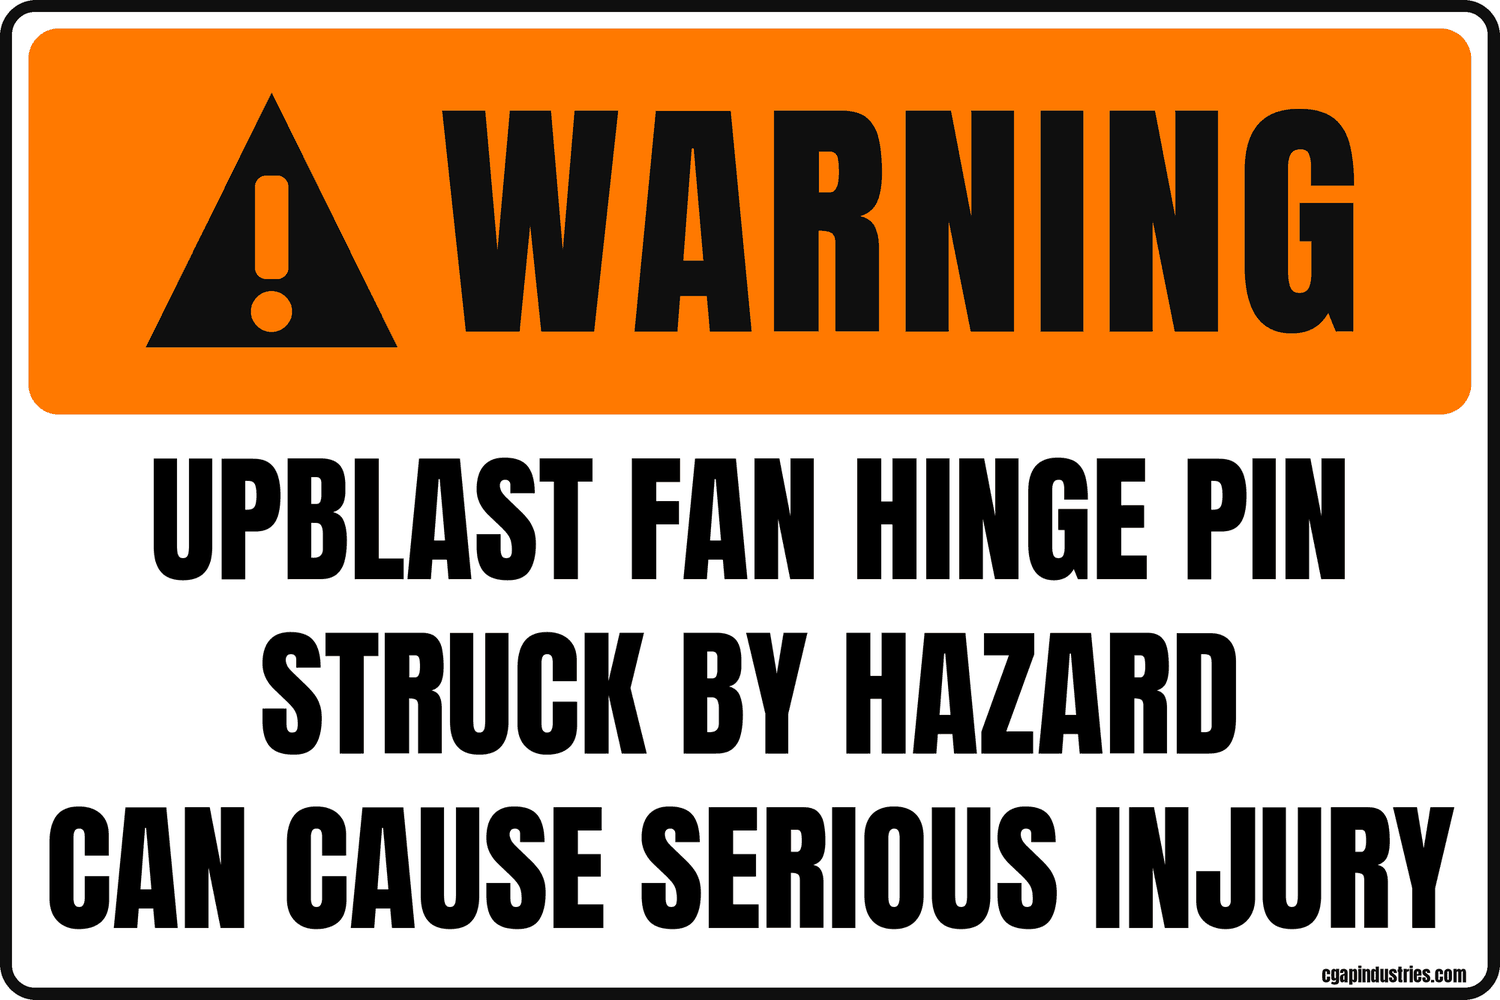 WARNING
UPBLAST FAN HINGE PIN
STRUCK BY HAZARD
CAN CAUSE SERIOUS INJURY
cgapindustries.com